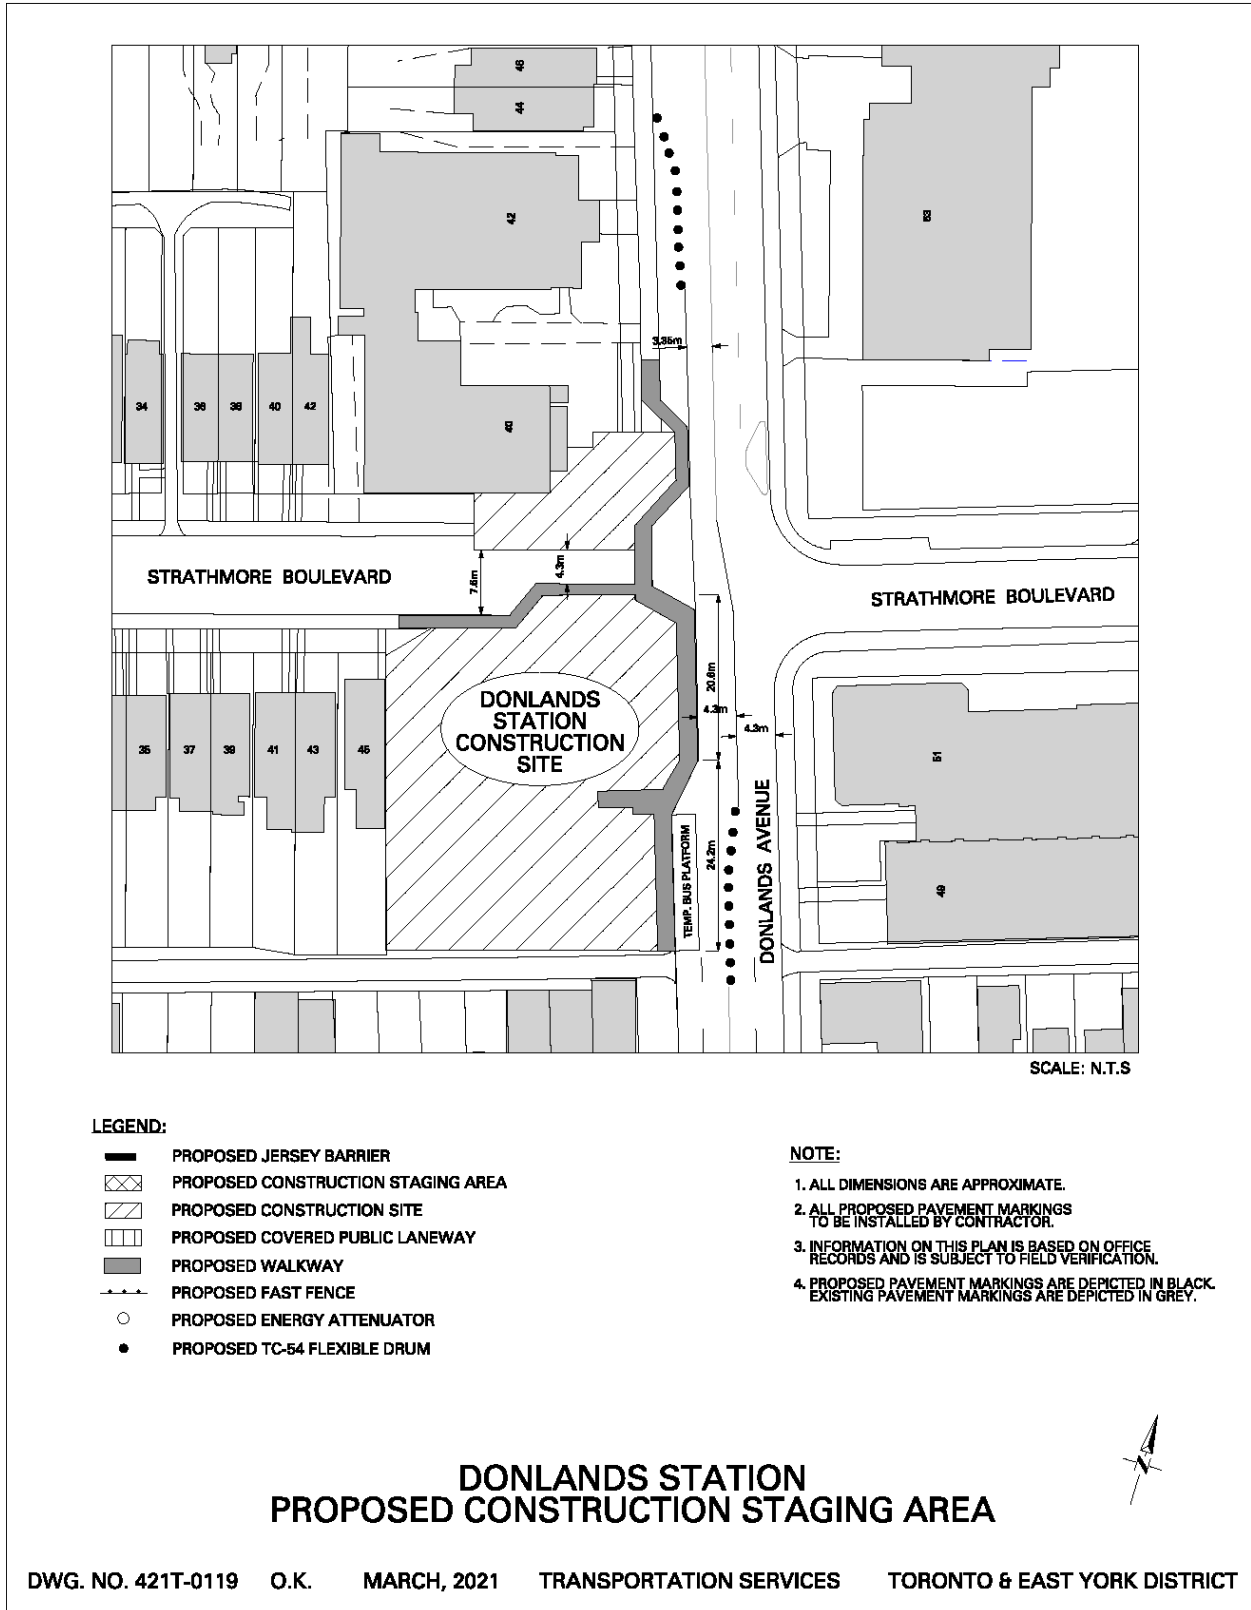 46
44
42
53
3.35m
34
36
38
40
42
40
STRATHMORE BOULEVARD
7.6m
4.3m
STRATHMORE BOULEVARD
20.6m
4.3m
4.3m
DONLANDS
STATION
CONSTRUCTION
SITE
35
37
39
41
43
45
51
49
TEMP. BUS PLATFORM
24.2m
DONLANDS AVENUE
SCALE: N.T.S
LEGEND:
PROPOSED JERSEY BARRIER
PROPOSED CONSTRUCTION STAGING AREA
PROPOSED CONSTRUCTION SITE
PROPOSED COVERED PUBLIC LANEWAY
PROPOSED WALKWAY
PROPOSED FAST FENCE
PROPOSED ENERGY ATTENUATOR
PROPOSED TC-54 FLEXIBLE DRUM
NOTE:
1. ALL DIMENSIONS ARE APPROXIMATE.
2. ALL PROPOSED PAVEMENT MARKINGS
TO BE INSTALLED BY CONTRACTOR.
3. INFORMATION ON THIS PLAN IS BASED ON OFFICE
RECORDS AND IS SUBJECT TO FIELD VERIFICATION.
4. PROPOSED PAVEMENT MARKINGS ARE DEPICTED IN BLACK.
EXISTING PAVEMENT MARKINGS ARE DEPICTED IN GREY.
N
DONLANDS STATION
PROPOSED CONSTRUCTION STAGING AREA
DWG. NO. 421T-0119 O.K. MARCH, 2021 TRANSPORTATION SERVICES TORONTO & EAST YORK DISTRICT